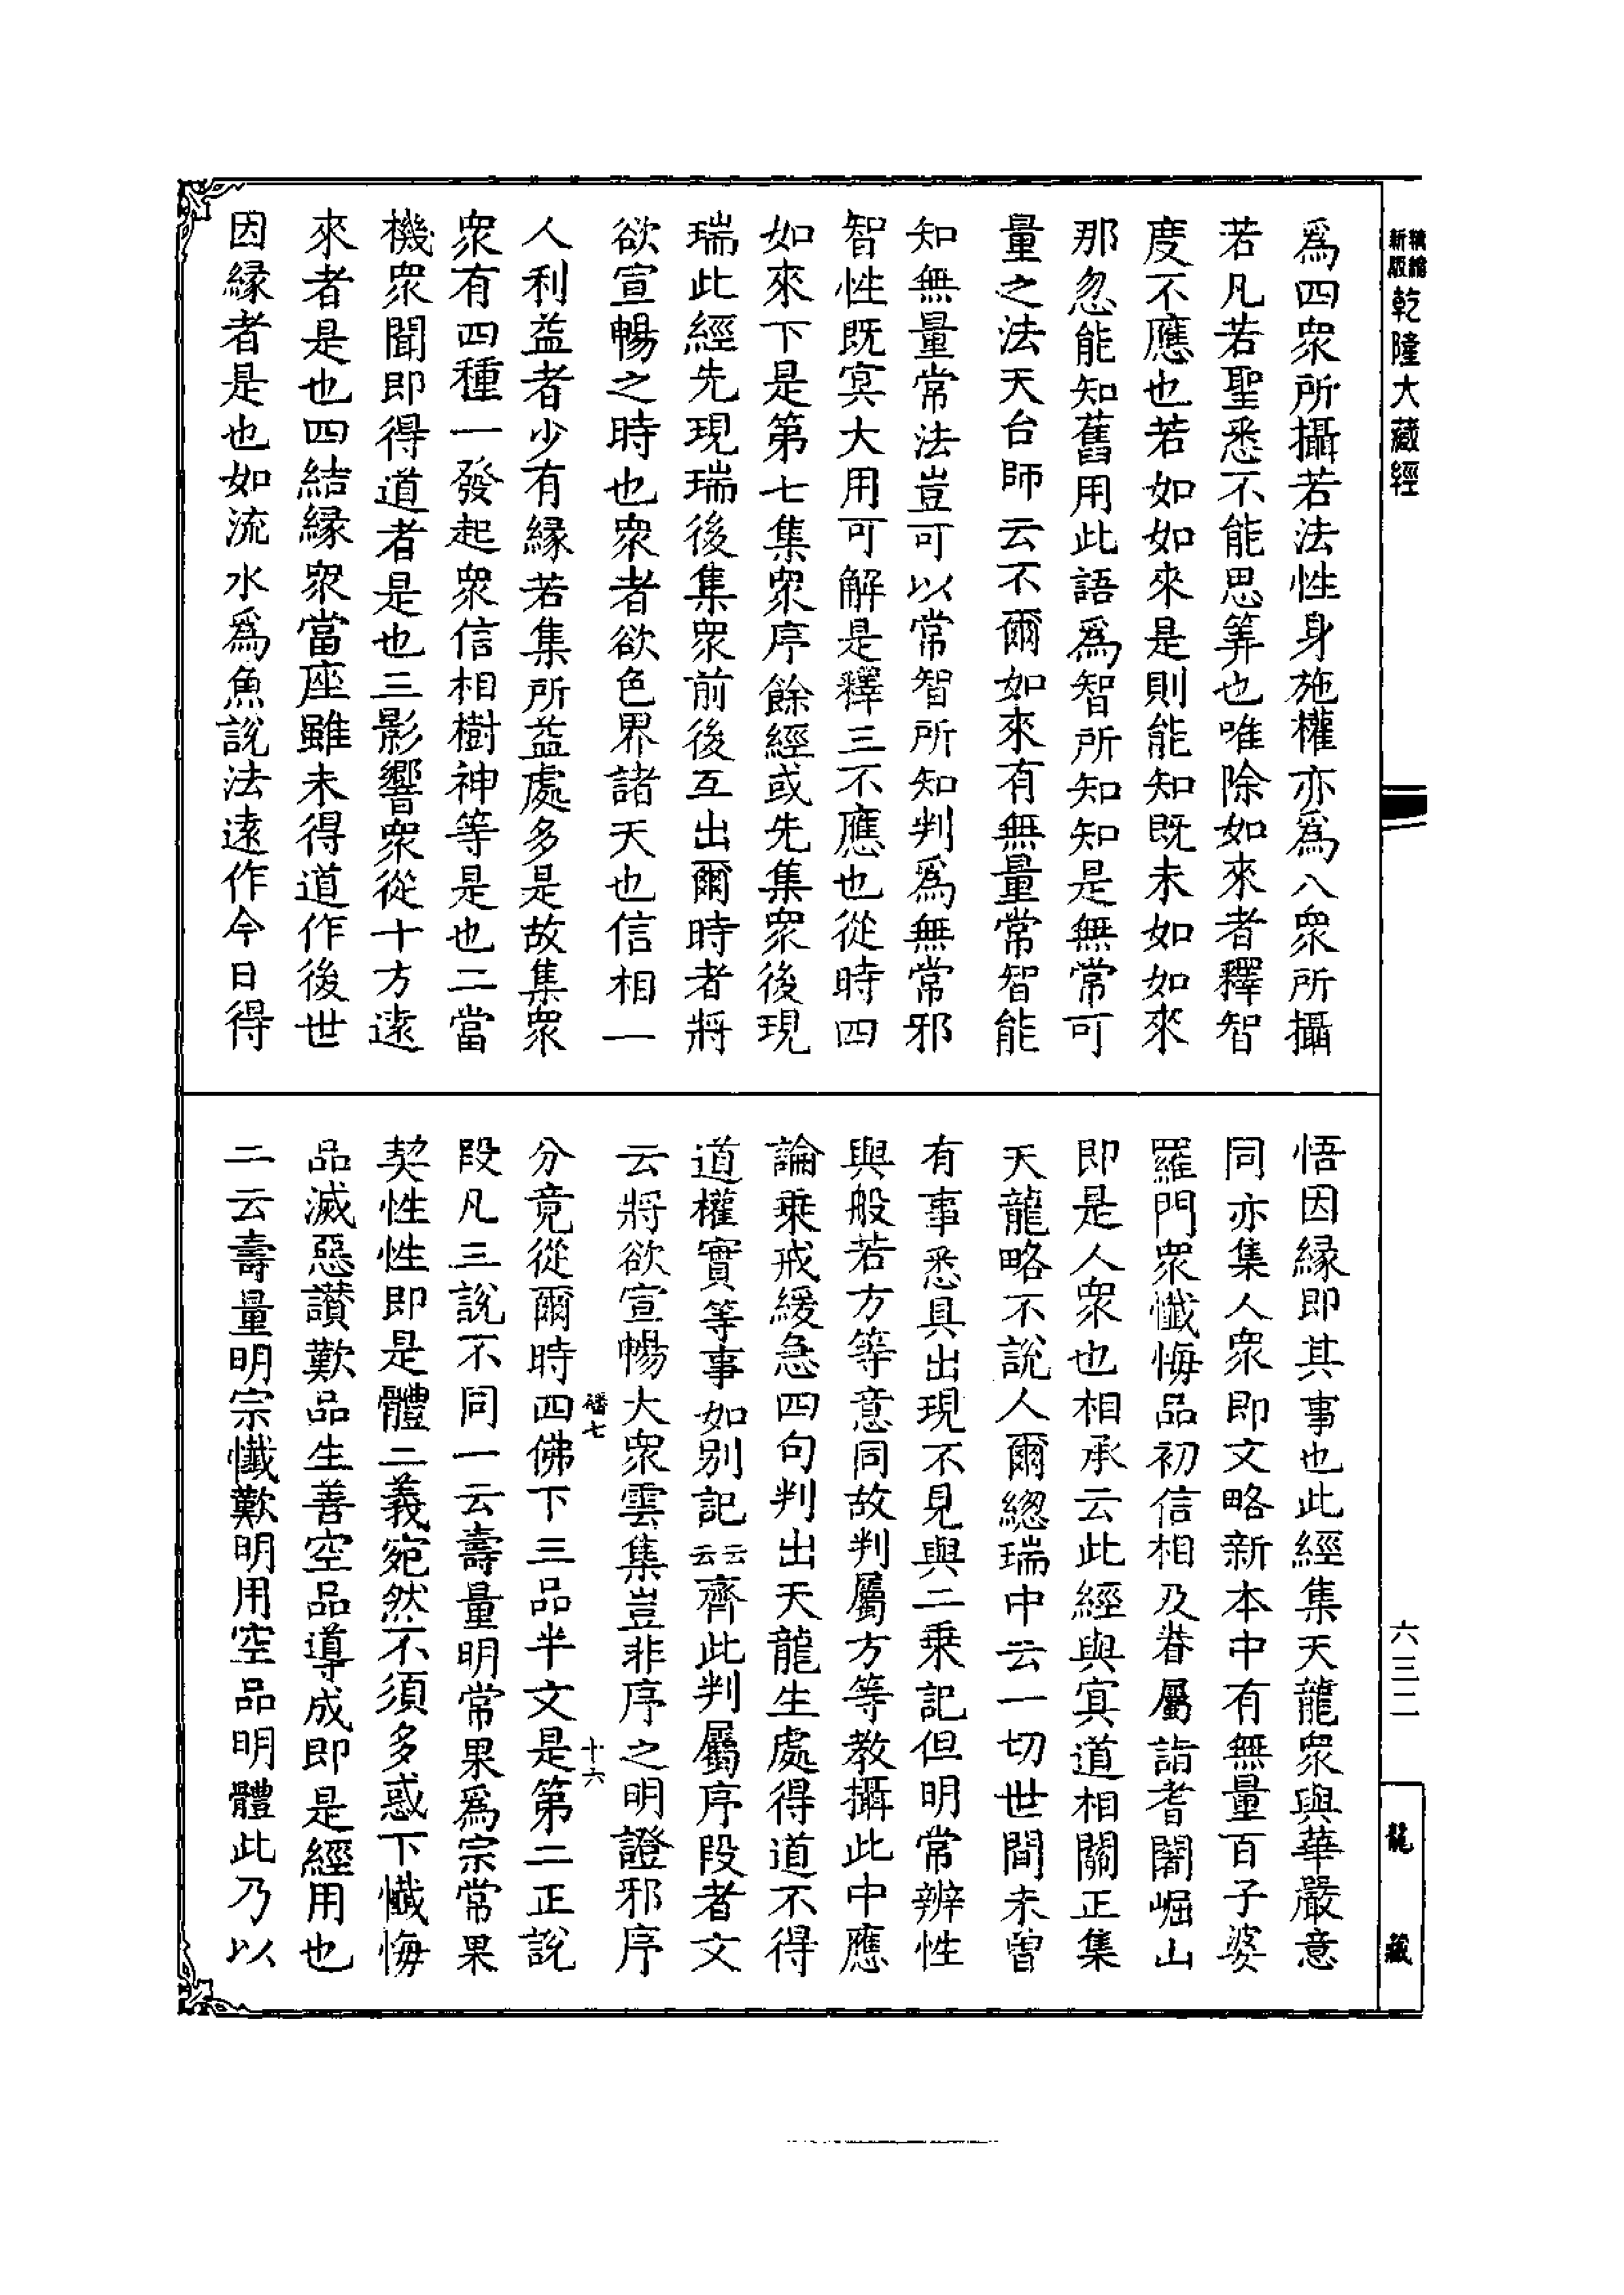 新版精縮乾隆大藏經
爲四衆所攝若法性身施權亦爲八衆所攝
若凡若聖悉不能思筭也唯除如來者釋智
度不應也若如如來是則能知既未如如來
那忽能知舊用此語爲智所知知是無常可
量之法天台師云不爾如來有無量常智能
知無量常法豈可以常智所知判爲無常邪
智性既寘大用可解是釋三不應也從時四
如來下是第七集衆序餘經或先集衆後現
瑞此經先現瑞後集衆前後互出爾時者將
欲宣暢之時也衆者欲色界諸天也信相一
人利益者少有緣若集所益處多是故集衆
衆有四種一發起衆信相樹神等是也二當
機衆聞即得道者是也三影響衆從十方遠
來者是也四結緣衆當座雖未得道作後世
因緣者是也如流水爲魚說法遠作今日得
悟因緣即其事也此經集天龍衆與華嚴意
同亦集人衆即文略新本中有無量百子婆
羅門衆懺悔品初信相及眷屬詣耆闍崛山
即是人衆也相承云此經與寘道相關正集
天龍略不說人爾總瑞中云一切世間未曾
有事悉具出現不見與二乘記但明常辨性
與般若方等意同故判屬方等教攝此中應
論乘戒緩急四句判出天龍生處得道不得
道權實等事如別記云云齊此判屬序段者文
云將欲宣暢大衆雲集豈非序之明證邪序
磻七
十六
分竟從爾時四佛下三品半文是第二正說
段凡三說不同一云壽量明常果爲宗常果
契性性即是體二義宛然不須多惑下懺悔
品滅惡讚歎品生善空品導成即是經用也
二云壽量明宗懺歎明用空品明體此乃以
六三二
龍藏